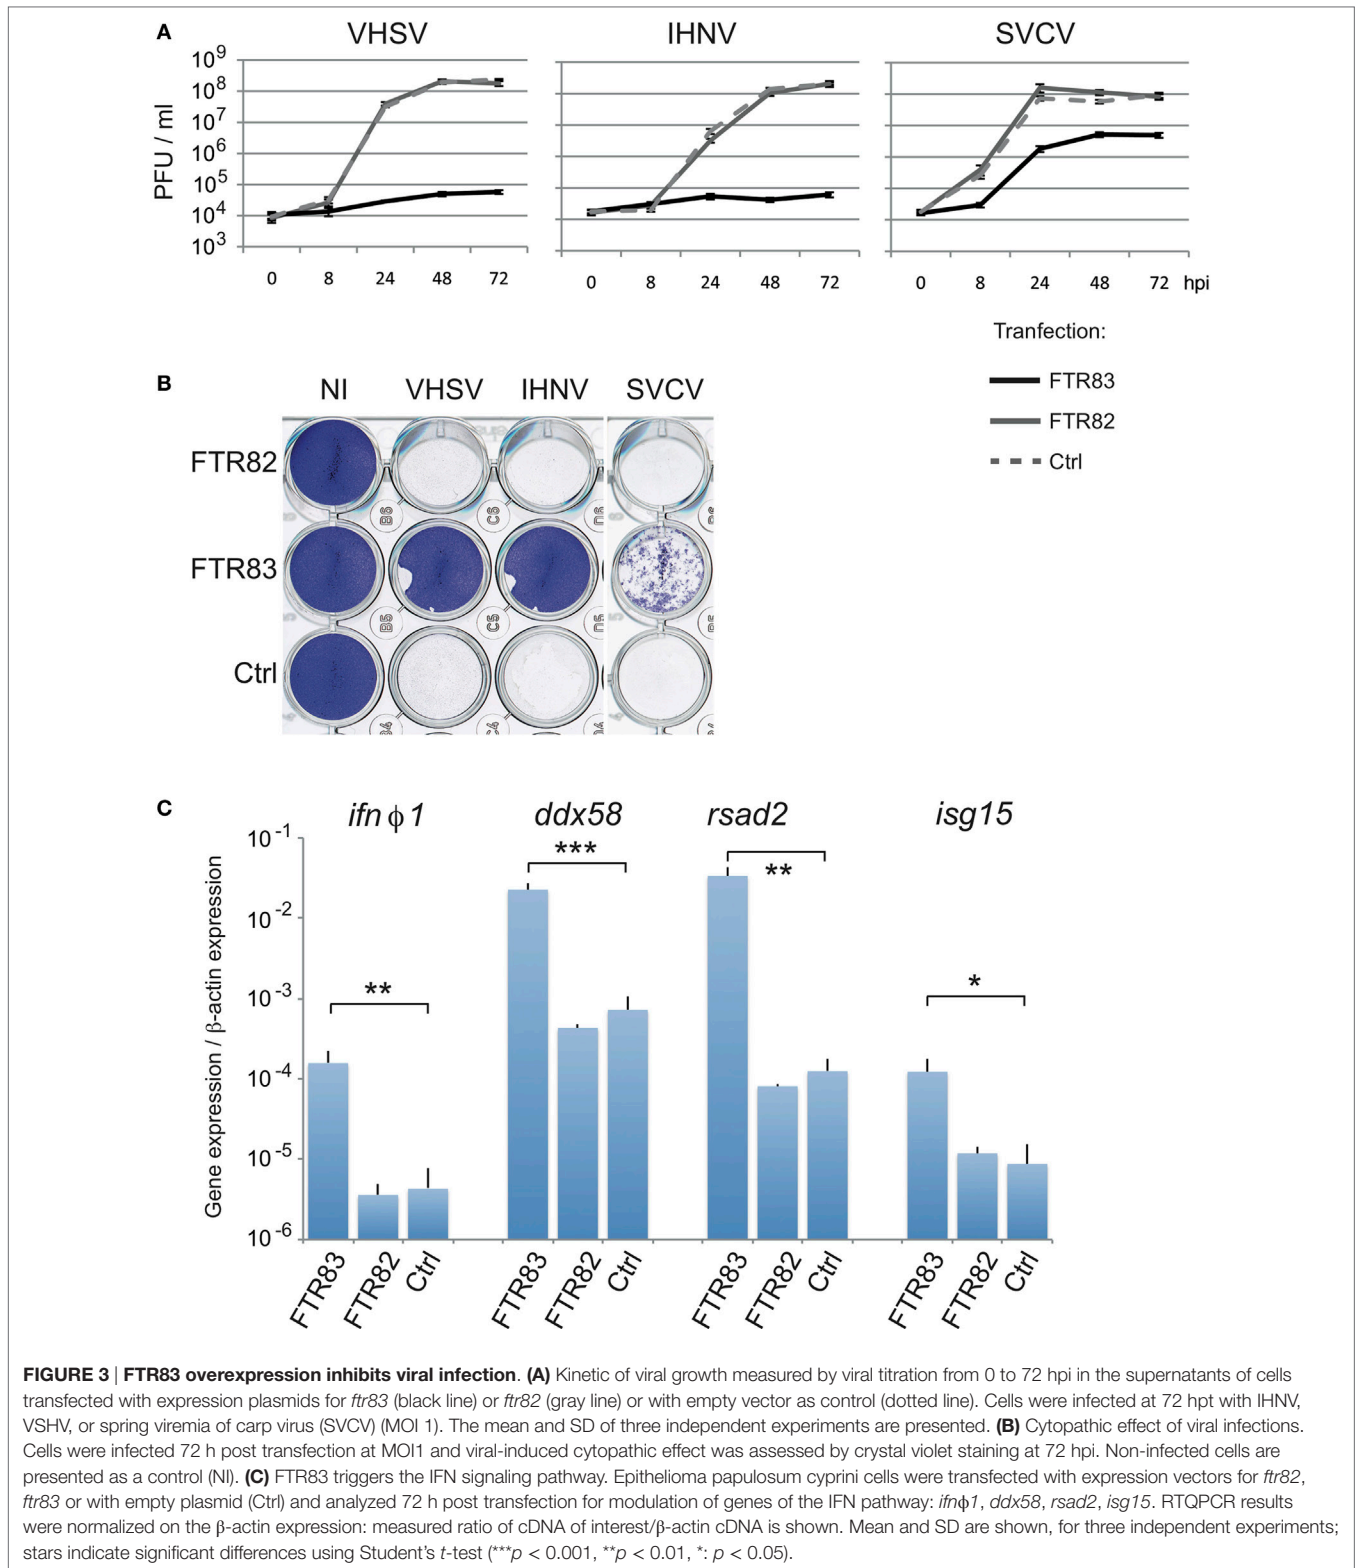 A VHSV IHNV SVCV
PFU / ml
10^9
10^8
10^7
10^6
10^5
10^4
10^3
0 8 24 48 72 0 8 24 48 72 0 8 24 48 72 hpi
Tranfection:
FTR83
FTR82
Ctrl
B NI VHSV IHNV SVCV
FTR82
B6 C6
FTR83
B5 C5
Ctrl
C4
C ifnϕ1 ddx58 rsad2 isg15
Gene expression / β-actin expression
10^-1
10^-2
10^-3
10^-4
10^-5
10^-6
** *** ** *
FTR83 FTR82 Ctrl FTR83 FTR82 Ctrl FTR83 FTR82 Ctrl FTR83 FTR82 Ctrl
FIGURE 3 | FTR83 overexpression inhibits viral infection. (A) Kinetic of viral growth measured by viral titration from 0 to 72 hpi in the supernatants of cells
transfected with expression plasmids for ftr83 (black line) or ftr82 (gray line) or with empty vector as control (dotted line). Cells were infected at 72 hpt with IHNV,
VSHV, or spring viremia of carp virus (SVCV) (MOI 1). The mean and SD of three independent experiments are presented. (B) Cytopathic effect of viral infections.
Cells were infected 72 h post transfection at MOI1 and viral-induced cytopathic effect was assessed by crystal violet staining at 72 hpi. Non-infected cells are
presented as a control (NI). (C) FTR83 triggers the IFN signaling pathway. Epithelioma papulosum cyprini cells were transfected with expression vectors for ftr82,
ftr83 or with empty plasmid (Ctrl) and analyzed 72 h post transfection for modulation of genes of the IFN pathway: ifnϕ1, ddx58, rsad2, isg15. RTQPCR results
were normalized on the β-actin expression: measured ratio of cDNA of interest/β-actin cDNA is shown. Mean and SD are shown, for three independent experiments;
stars indicate significant differences using Student's t-test (***p < 0.001, **p < 0.01, *: p < 0.05).